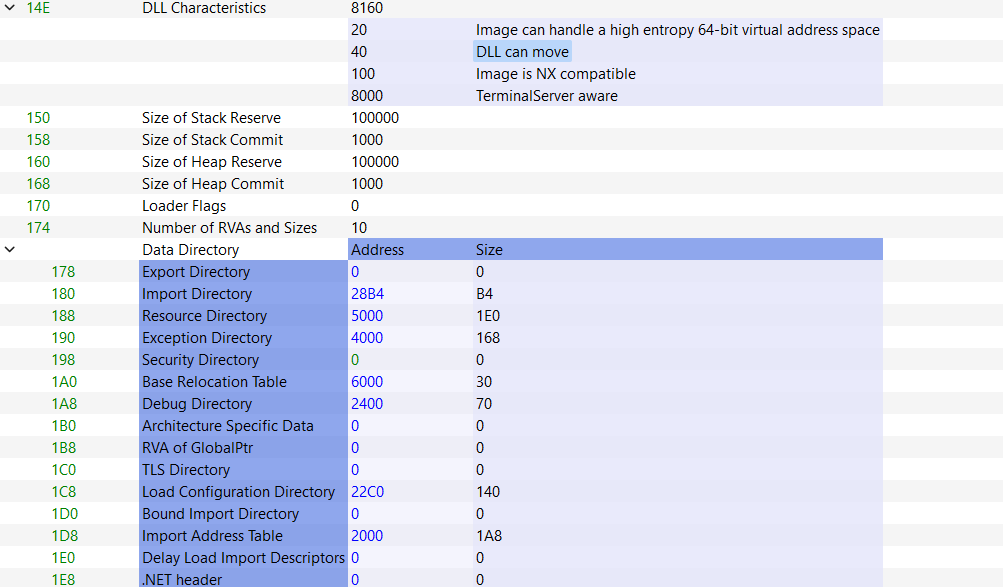 14E DLL Characteristics 8160
20 Image can handle a high entropy 64-bit virtual address space
40 DLL can move
100 Image is NX compatible
8000 TerminalServer aware
150 Size of Stack Reserve 100000
158 Size of Stack Commit 1000
160 Size of Heap Reserve 100000
168 Size of Heap Commit 1000
170 Loader Flags 0
174 Number of RVAs and Sizes 10
Data Directory Address Size
178 Export Directory 0 0
180 Import Directory 28B4 B4
188 Resource Directory 5000 1E0
190 Exception Directory 4000 168
198 Security Directory 0 0
1A0 Base Relocation Table 6000 30
1A8 Debug Directory 2400 70
1B0 Architecture Specific Data 0 0
1B8 RVA of GlobalPtr 0 0
1C0 TLS Directory 0 0
1C8 Load Configuration Directory 22C0 140
1D0 Bound Import Directory 0 0
1D8 Import Address Table 2000 1A8
1E0 Delay Load Import Descriptors 0 0
1E8 .NET header 0 0